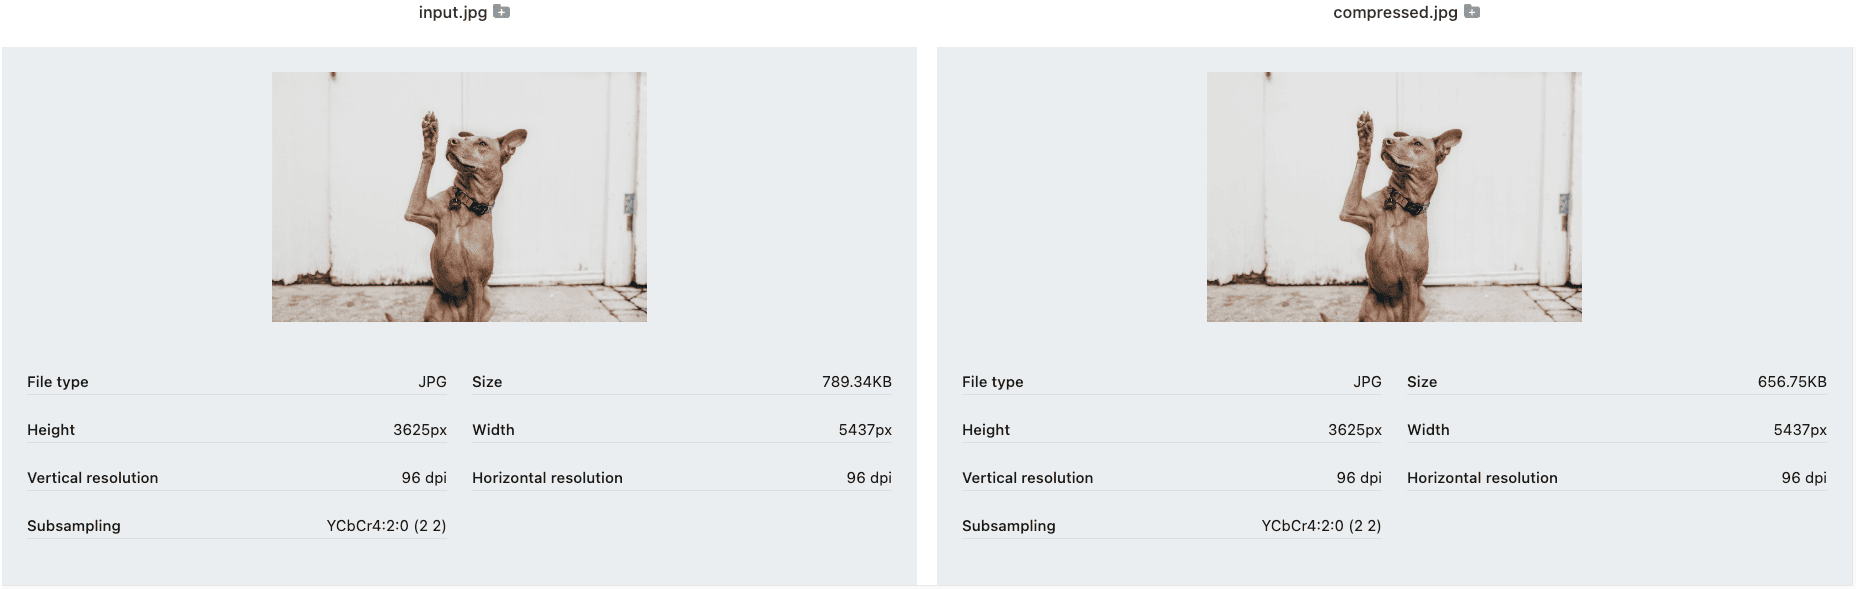 input.jpg
compressed.jpg
File type JPG Size 789.34KB
Height 3625px Width 5437px
Vertical resolution 96 dpi Horizontal resolution 96 dpi
Subsampling YCbCr4:2:0 (2 2)
File type JPG Size 656.75KB
Height 3625px Width 5437px
Vertical resolution 96 dpi Horizontal resolution 96 dpi
Subsampling YCbCr4:2:0 (2 2)